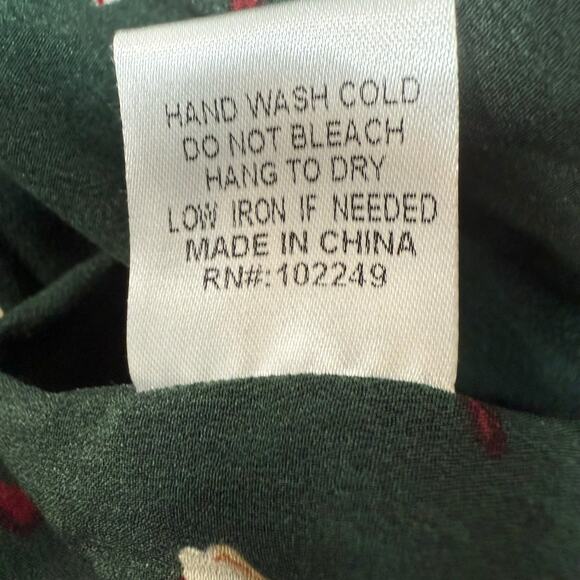 HAND WASH COLD
DO NOT BLEACH
HANG TO DRY
LOW IRON IF NEEDED
MADE IN CHINA
RN#:102249